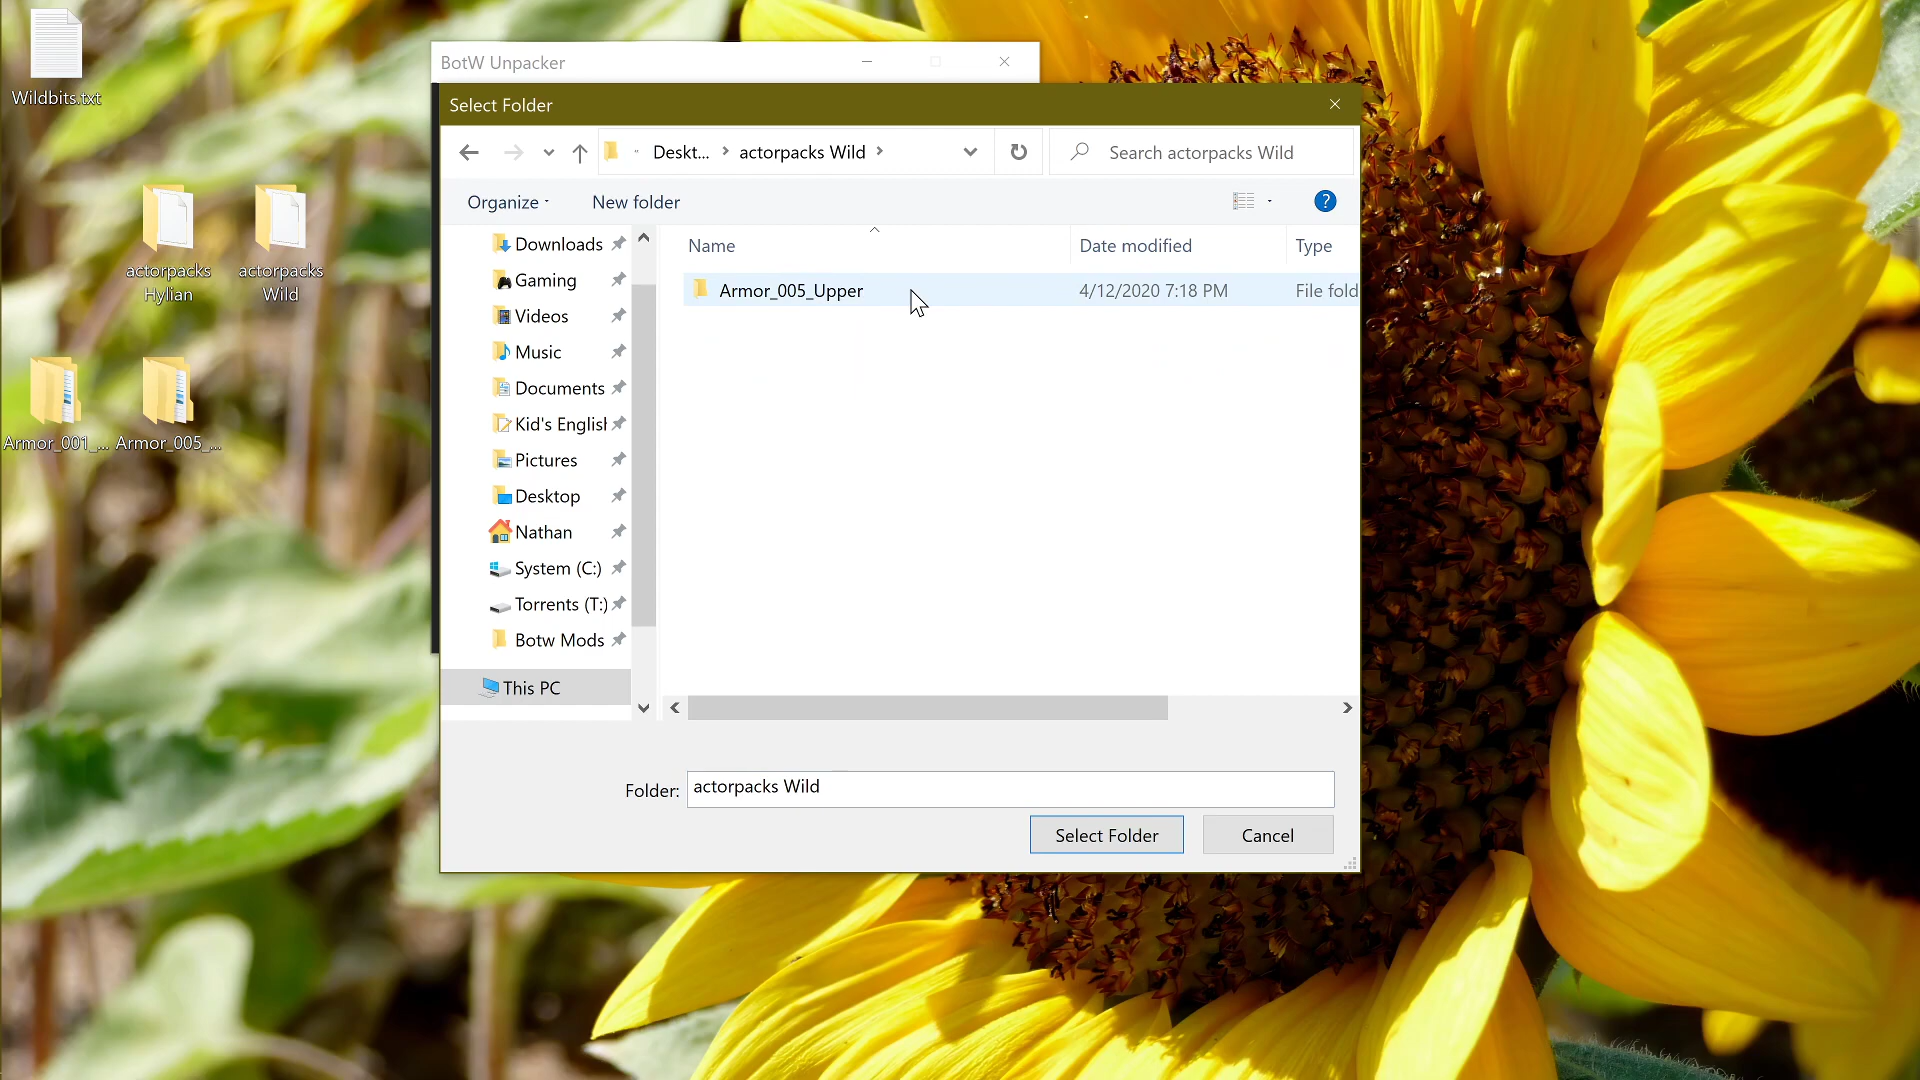 Wildbits.txt
actorpacks
Hylian
actorpacks
Wild
Armor_001_...
Armor_005_...
BotW Unpacker
Select Folder
Deskt... > actorpacks Wild >
Search actorpacks Wild
Organize
New folder
?
Name
Date modified
Type
Armor_005_Upper
4/12/2020 7:18 PM
File fold
Downloads
Gaming
Videos
Music
Documents
Kid's English
Pictures
Desktop
Nathan
System (C:)
Torrents (T:)
Botw Mods
This PC
Folder:
actorpacks Wild
Select Folder
Cancel